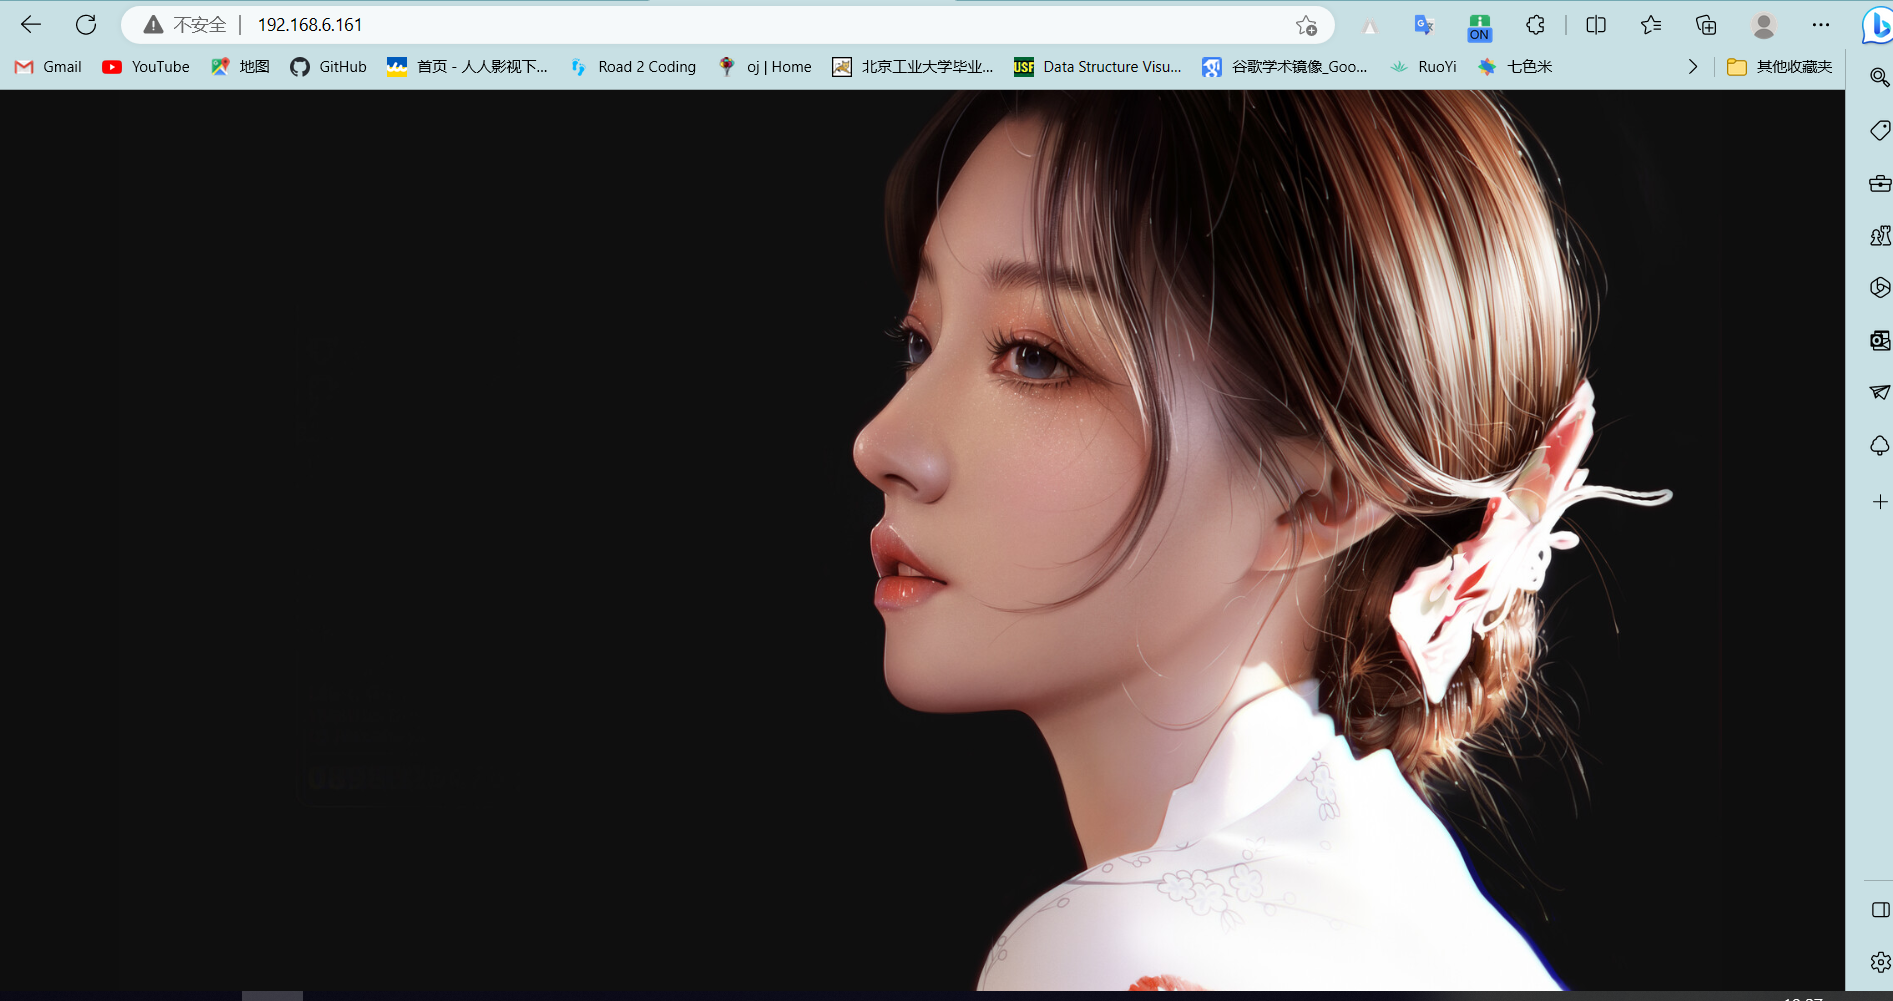 不安全 192.168.6.161
ON
Gmail YouTube 地图 GitHub 首页 - 人人影视下... Road 2 Coding oj | Home 北京工业大学毕业... USF Data Structure Visu... 谷歌学术镜像_Goo... RuoYi 七色米 其他收藏夹